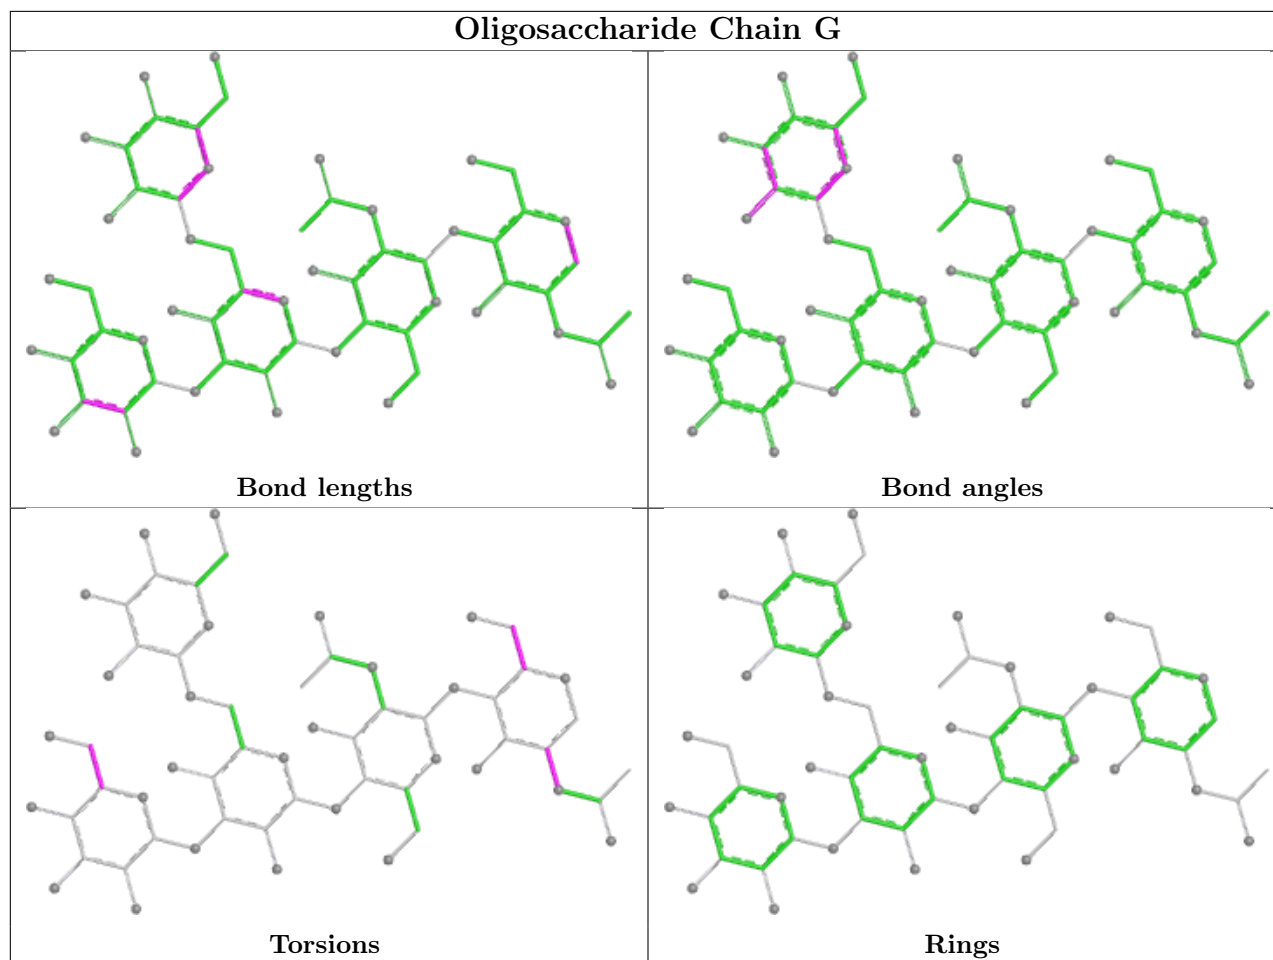 Oligosaccharide Chain G
Bond lengths
Bond angles
Torsions
Rings